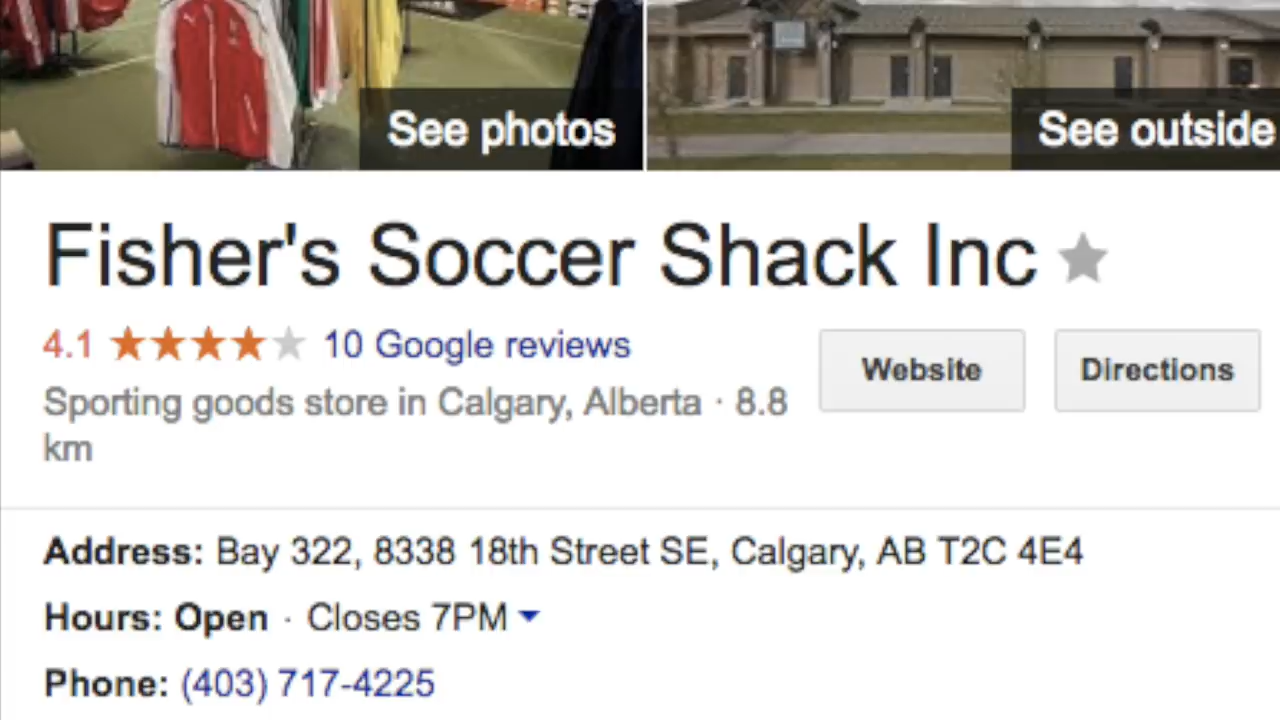 See photos
See outside
Fisher's Soccer Shack Inc
4.1 10 Google reviews
Website
Directions
Sporting goods store in Calgary, Alberta · 8.8
km
Address: Bay 322, 8338 18th Street SE, Calgary, AB T2C 4E4
Hours: Open · Closes 7PM
Phone: (403) 717-4225